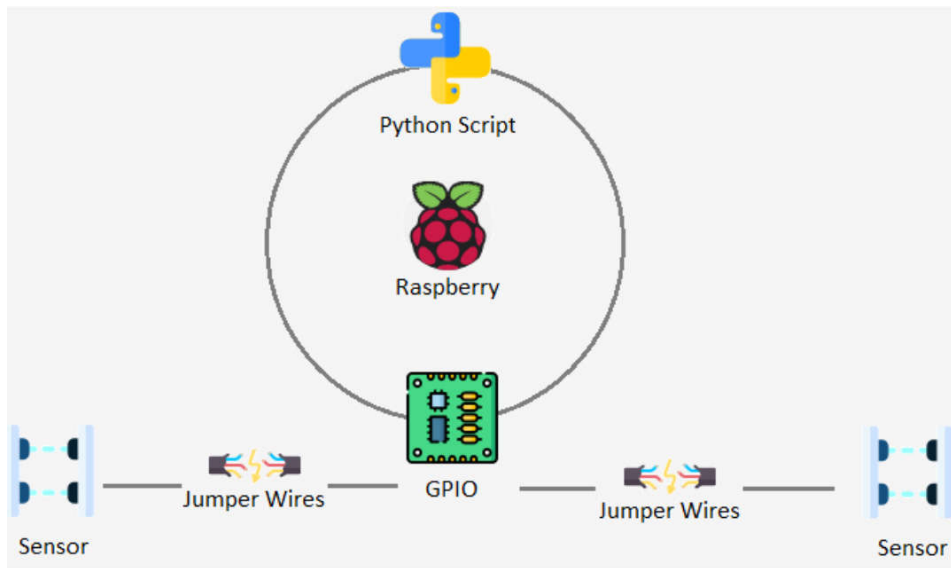 Python Script
Raspberry
GPIO
Jumper Wires
Jumper Wires
Sensor
Sensor